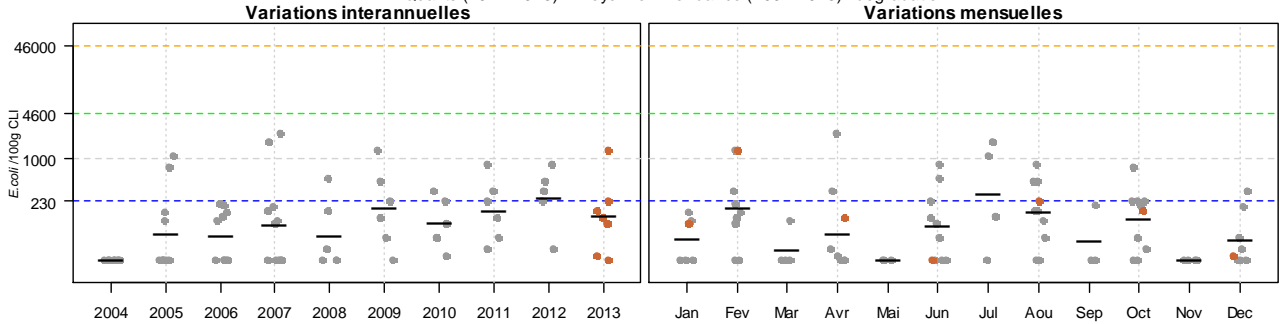 Variations interannuelles
Variations mensuelles
E.coli/100g CLI
46000
4600
1000
230
2004 2005 2006 2007 2008 2009 2010 2011 2012 2013
Jan Fev Mar Avr Mai Jun Jul Aou Sep Oct Nov Dec